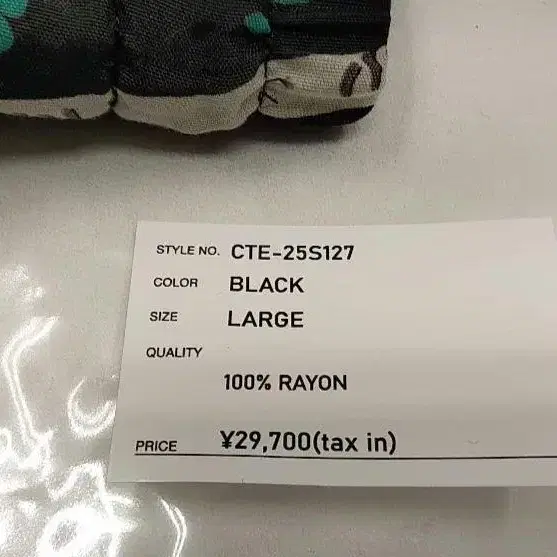 STYLE NO. CTE-25S127
COLOR BLACK
SIZE LARGE
QUALITY
100% RAYON
PRICE ¥29,700(tax in)